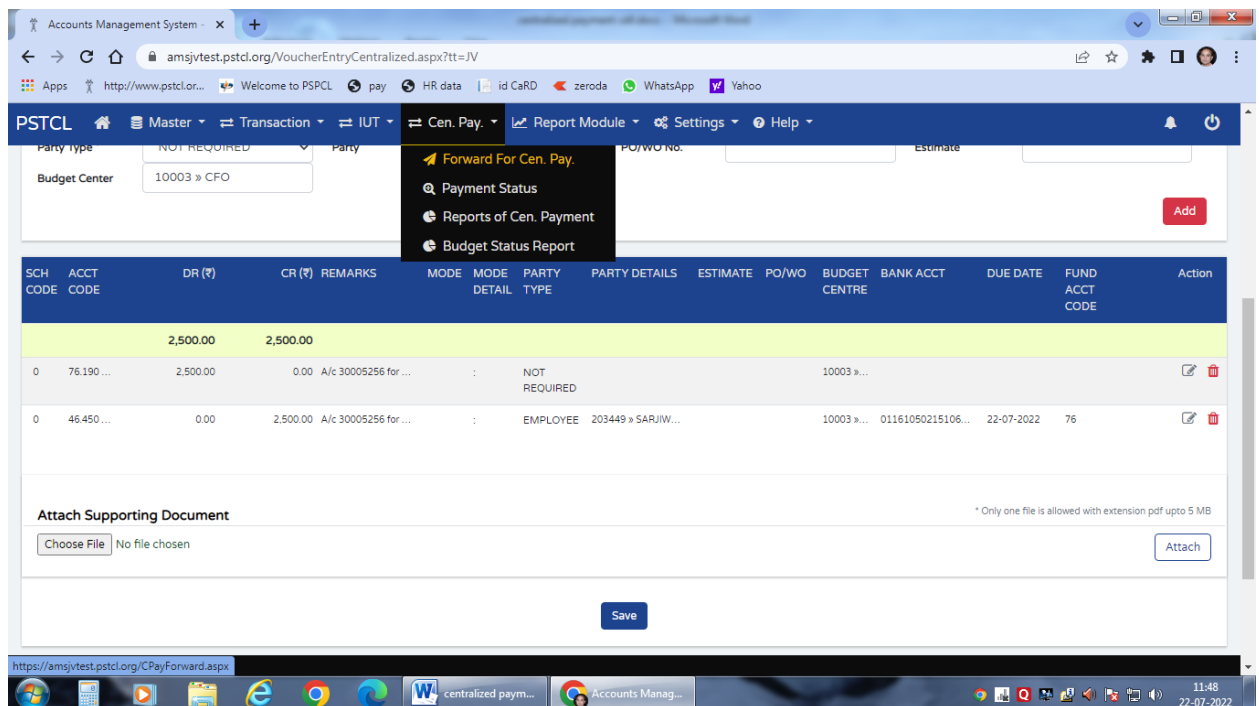 Accounts Management System -
amsjvtest.pstcl.org/VoucherEntryCentralized.aspx?tt=JV
Apps http://www.pstcl.or... Welcome to PSPCL pay HR data id CaRD zeroda WhatsApp Yahoo
PSTCL Master Transaction IUT Cen. Pay. Report Module Settings Help
Party Type NOT REQUIRED Party PO/WO No. Estimate
Forward For Cen. Pay.
Budget Center 10003 » CFO
Payment Status
Reports of Cen. Payment
Add
Budget Status Report
SCH CODE ACCT CODE DR (₹) CR (₹) REMARKS MODE MODE DETAIL PARTY TYPE PARTY DETAILS ESTIMATE PO/WO BUDGET CENTRE BANK ACCT DUE DATE FUND ACCT CODE Action
2,500.00 2,500.00
0 76.190 ... 2,500.00 0.00 A/c 30005256 for ... : NOT REQUIRED 10003 »...
0 46.450 ... 0.00 2,500.00 A/c 30005256 for ... : EMPLOYEE 203449 » SARJIW... 10003 »... 01161050215106... 22-07-2022 76
Attach Supporting Document * Only one file is allowed with extension pdf upto 5 MB
Choose File No file chosen Attach
Save
https://amsjvtest.pstcl.org/CPayForward.aspx
centralized paym... Accounts Manag... 11:48
22-07-2022